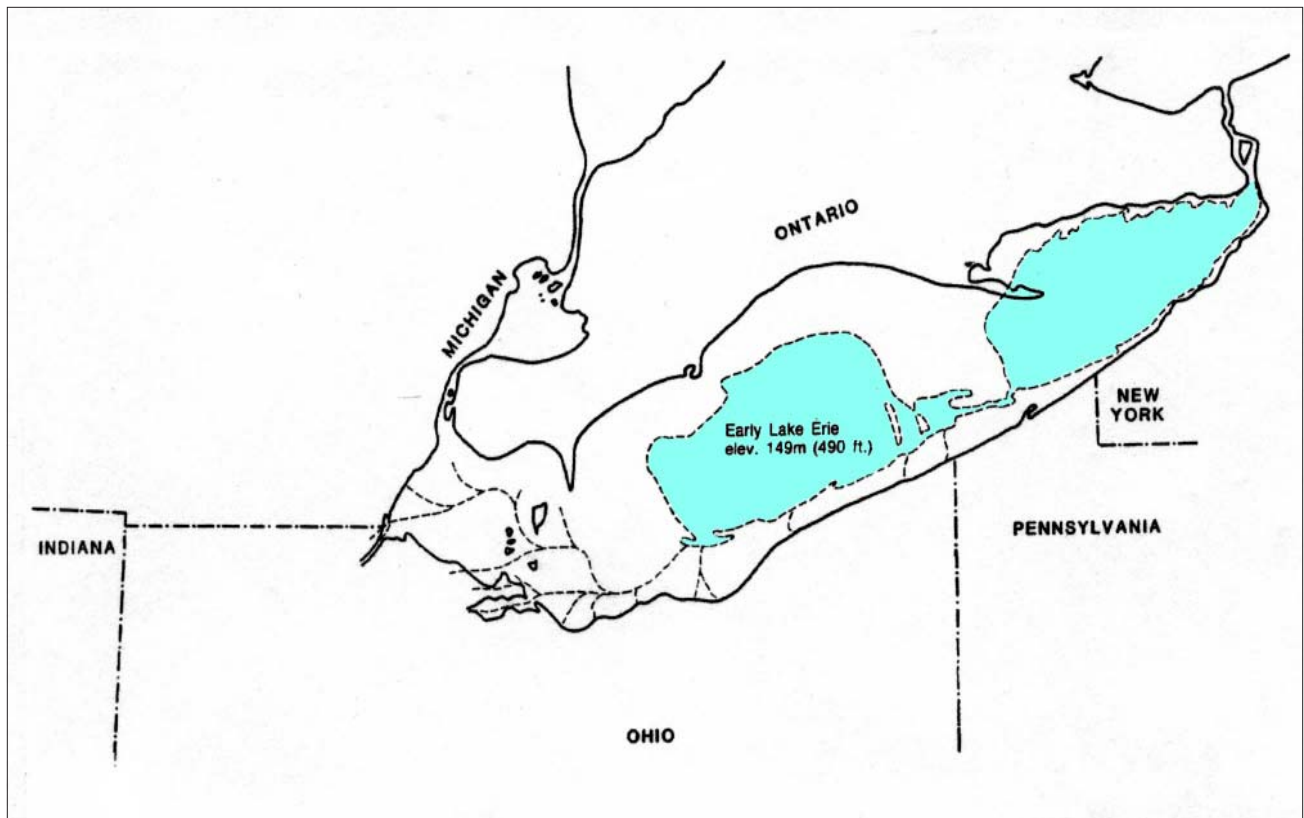 ONTARIO
MICHIGAN
NEW
YORK
Early Lake Erie
elev. 149m (490 ft.)
PENNSYLVANIA
INDIANA
OHIO